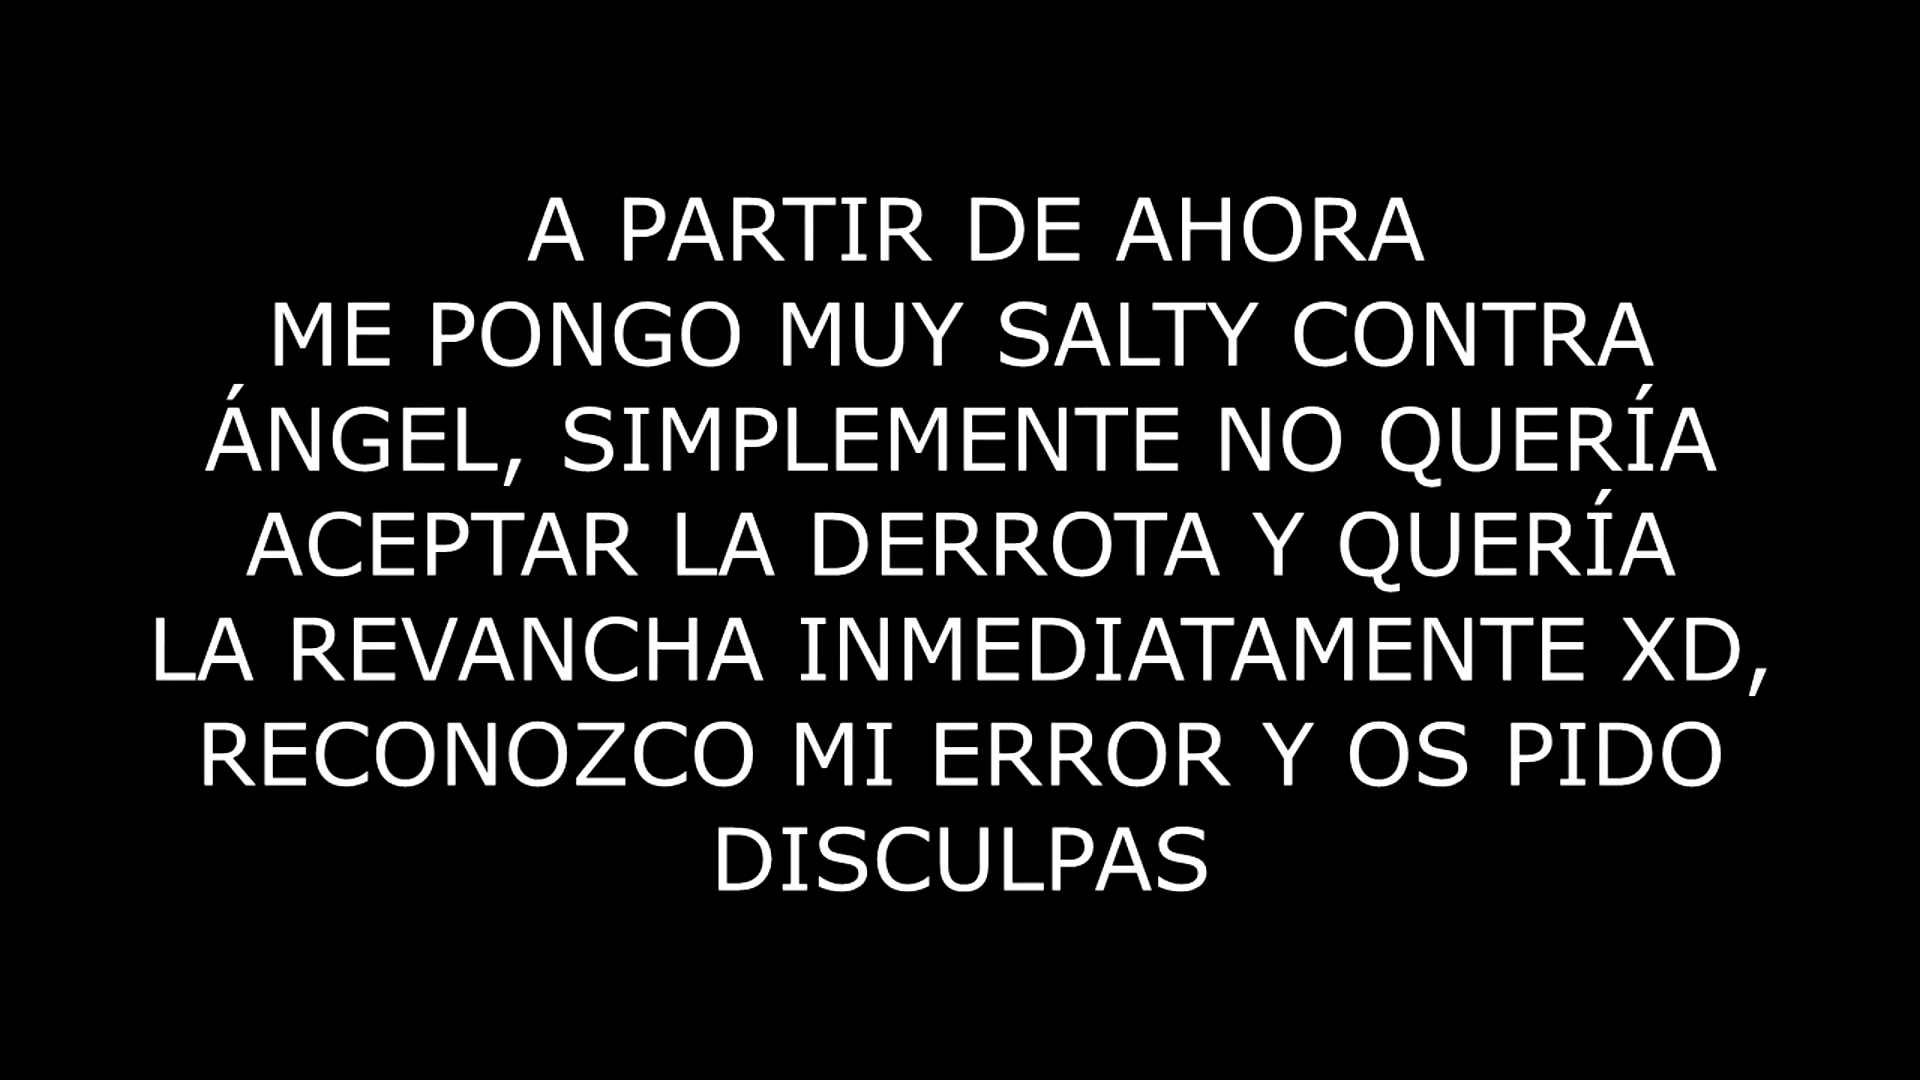 A PARTIR DE AHORA
ME PONGO MUY SALTY CONTRA
ÁNGEL, SIMPLEMENTE NO QUERÍA
ACEPTAR LA DERROTA Y QUERÍA
LA REVANCHA INMEDIATAMENTE XD,
RECONOZCO MI ERROR Y OS PIDO
DISCULPAS